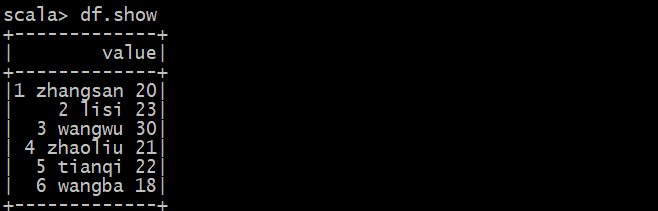 scala> df.show
+-------------+
|        value|
+-------------+
|1 zhangsan 20|
|    2 lisi 23|
|  3 wangwu 30|
| 4 zhaoliu 21|
|  5 tianqi 22|
|  6 wangba 18|
+-------------+